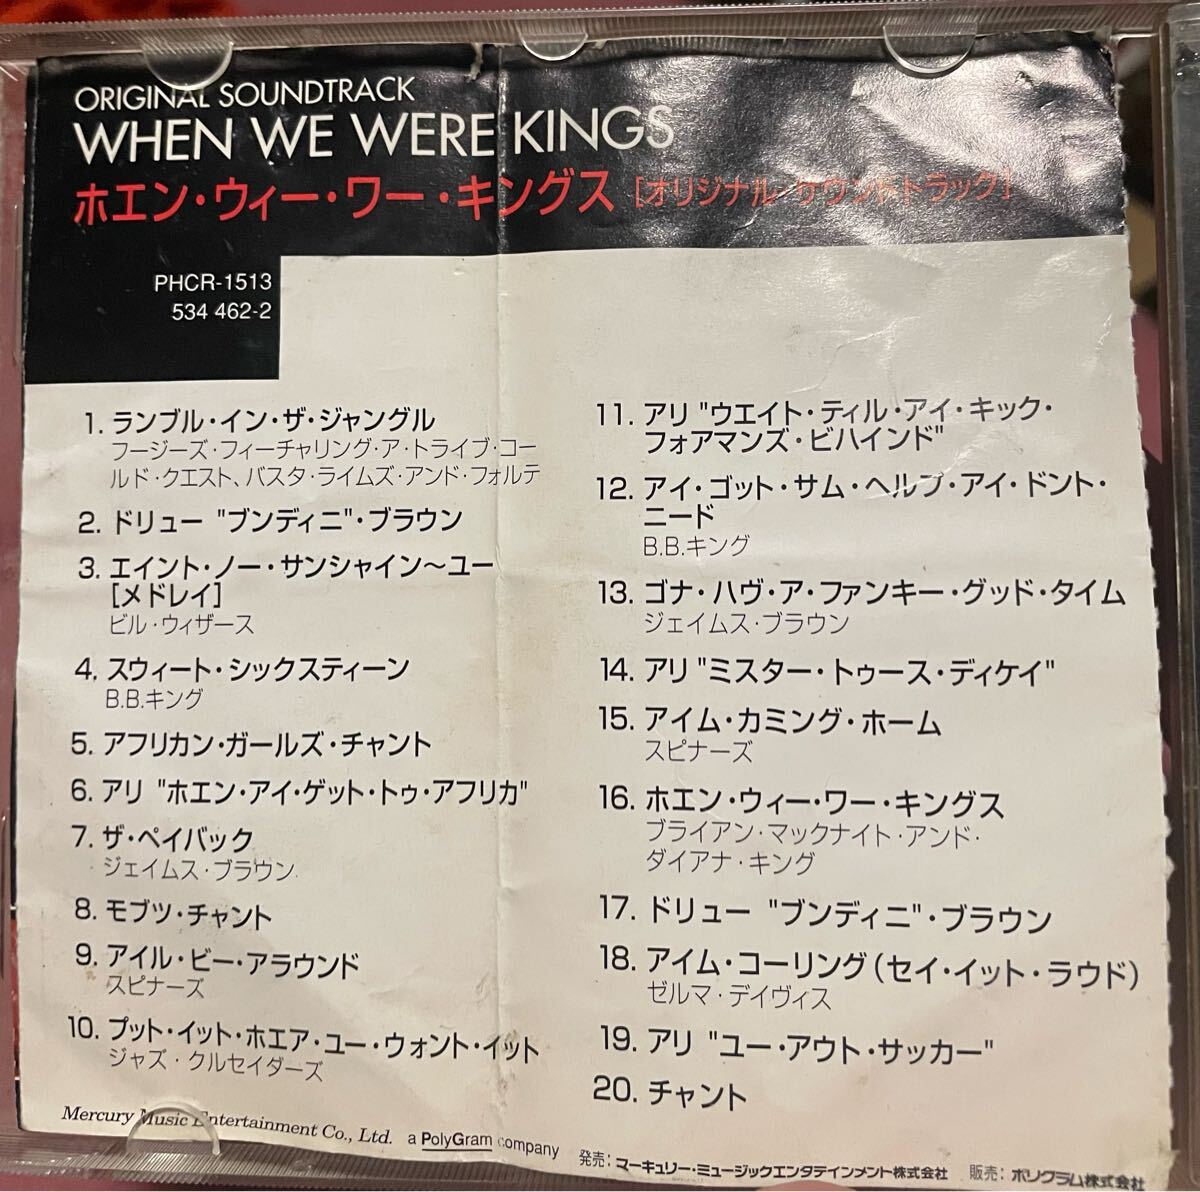 ORIGINAL SOUNDTRACK
WHEN WE WERE KINGS
ホエン・ウィー・ワー・キングス [オリジナル・サウンドトラック]
PHCR-1513
534 462-2
1. ランブル・イン・ザ・ジャングル
フージーズ・フィーチャリング・ア・トライブ・コー
ルド・クエスト、バスタ・ライムズ・アンド・フォルテ
2. ドリュー "ブンディニ"・ブラウン
3. エイント・ノー・サンシャイン〜ユー
[メドレイ]
ビル・ウィザース
4. スウィート・シックスティーン
B.B.キング
5. アフリカン・ガールズ・チャント
6. アリ "ホエン・アイ・ゲット・トゥ・アフリカ"
7. ザ・ペイバック
ジェイムス・ブラウン
8. モブツ・チャント
9. アイル・ビー・アラウンド
スピナーズ
10. プット・イット・ホエア・ユー・ウォント・イット
ジャズ・クルセイダーズ
11. アリ "ウエイト・ティル・アイ・キック・
フォアマンズ・ビハインド"
12. アイ・ゴット・サム・ヘルプ・アイ・ドント・
ニード
B.B.キング
13. ゴナ・ハヴ・ア・ファンキー・グッド・タイム
ジェイムス・ブラウン
14. アリ "ミスター・トゥース・ディケイ"
15. アイム・カミング・ホーム
スピナーズ
16. ホエン・ウィー・ワー・キングス
ブライアン・マックナイト・アンド・
ダイアナ・キング
17. ドリュー "ブンディニ"・ブラウン
18. アイム・コーリング(セイ・イット・ラウド)
ゼルマ・デイヴィス
19. アリ "ユー・アウト・サッカー"
20. チャント
Mercury Music Entertainment Co., Ltd. a PolyGram company
発売：マーキュリー・ミュージックエンタテインメント株式会社 販売：ポリグラム株式会社